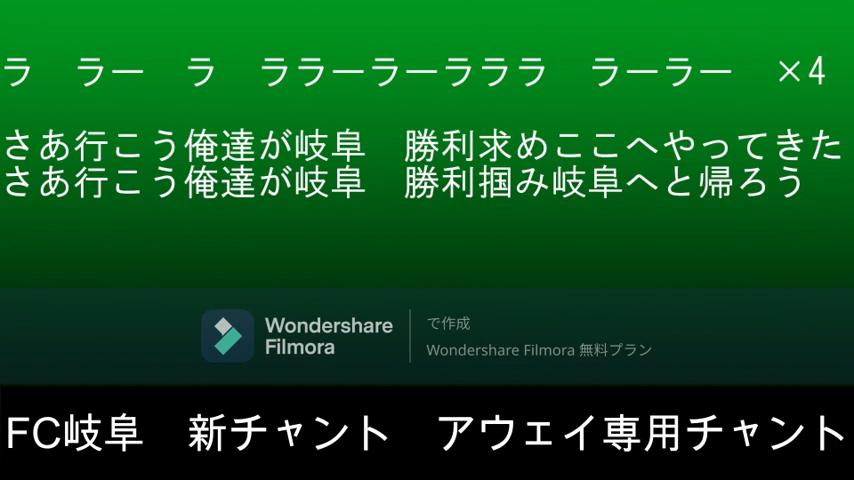 ラ　ラー　ラ　ララーラーラララ　ラーラー　×4
さあ行こう俺達が岐阜　勝利求めここへやってきた
さあ行こう俺達が岐阜　勝利掴み岐阜へと帰ろう
Wondershare
Filmora
で作成
Wondershare Filmora 無料プラン
FC岐阜　新チャント　アウェイ専用チャント